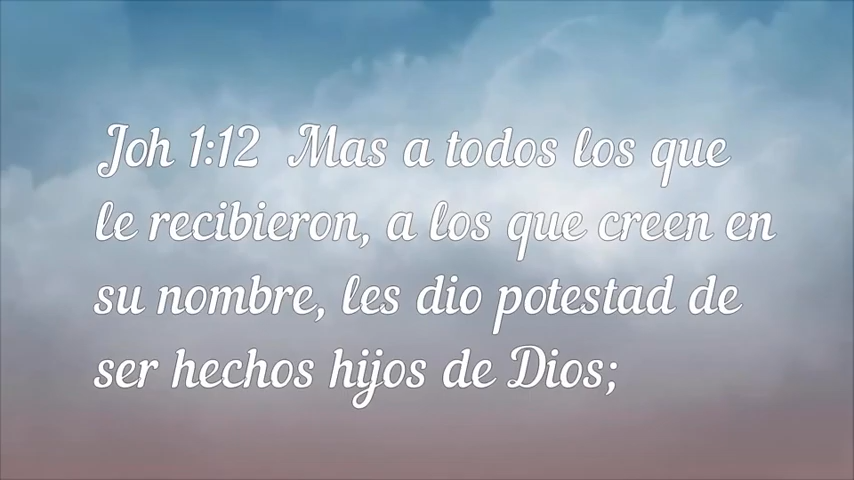 Joh 1:12 Mas a todos los que
le recibieron, a los que creen en
su nombre, les dio potestad de
ser hechos hijos de Dios;